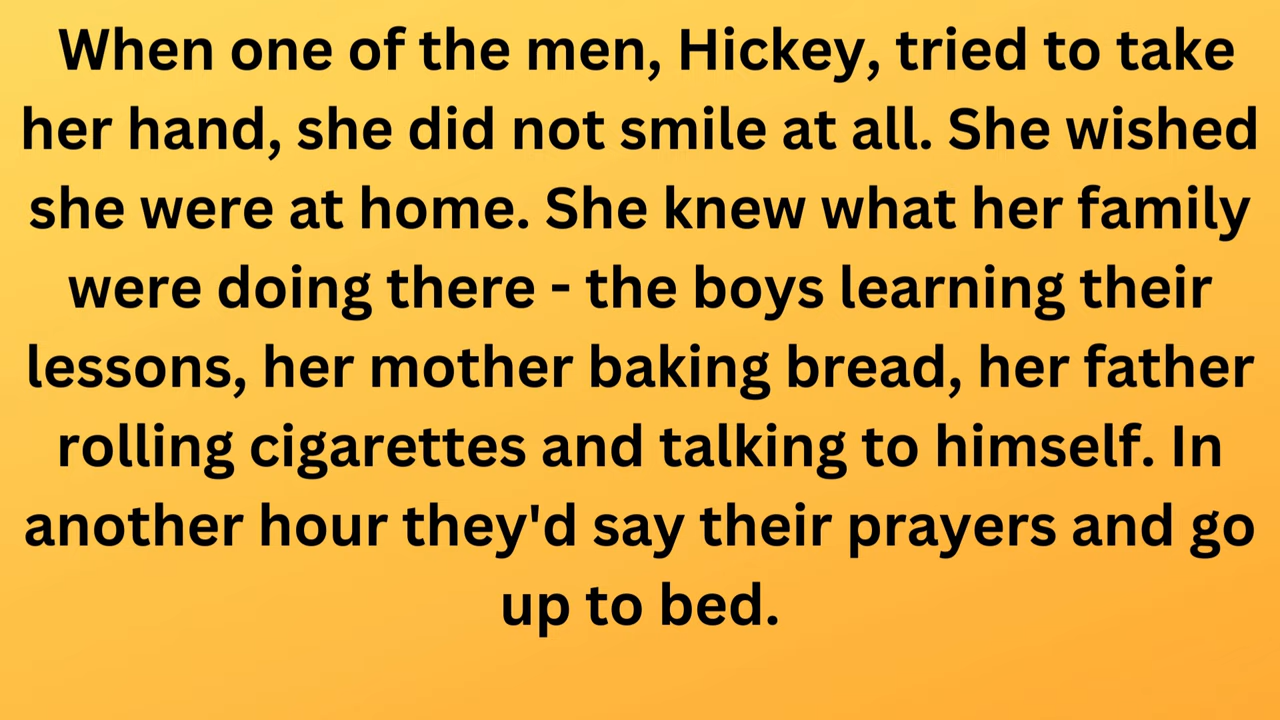 When one of the men, Hickey, tried to take
her hand, she did not smile at all. She wished
she were at home. She knew what her family
were doing there - the boys learning their
lessons, her mother baking bread, her father
rolling cigarettes and talking to himself. In
another hour they'd say their prayers and go
up to bed.